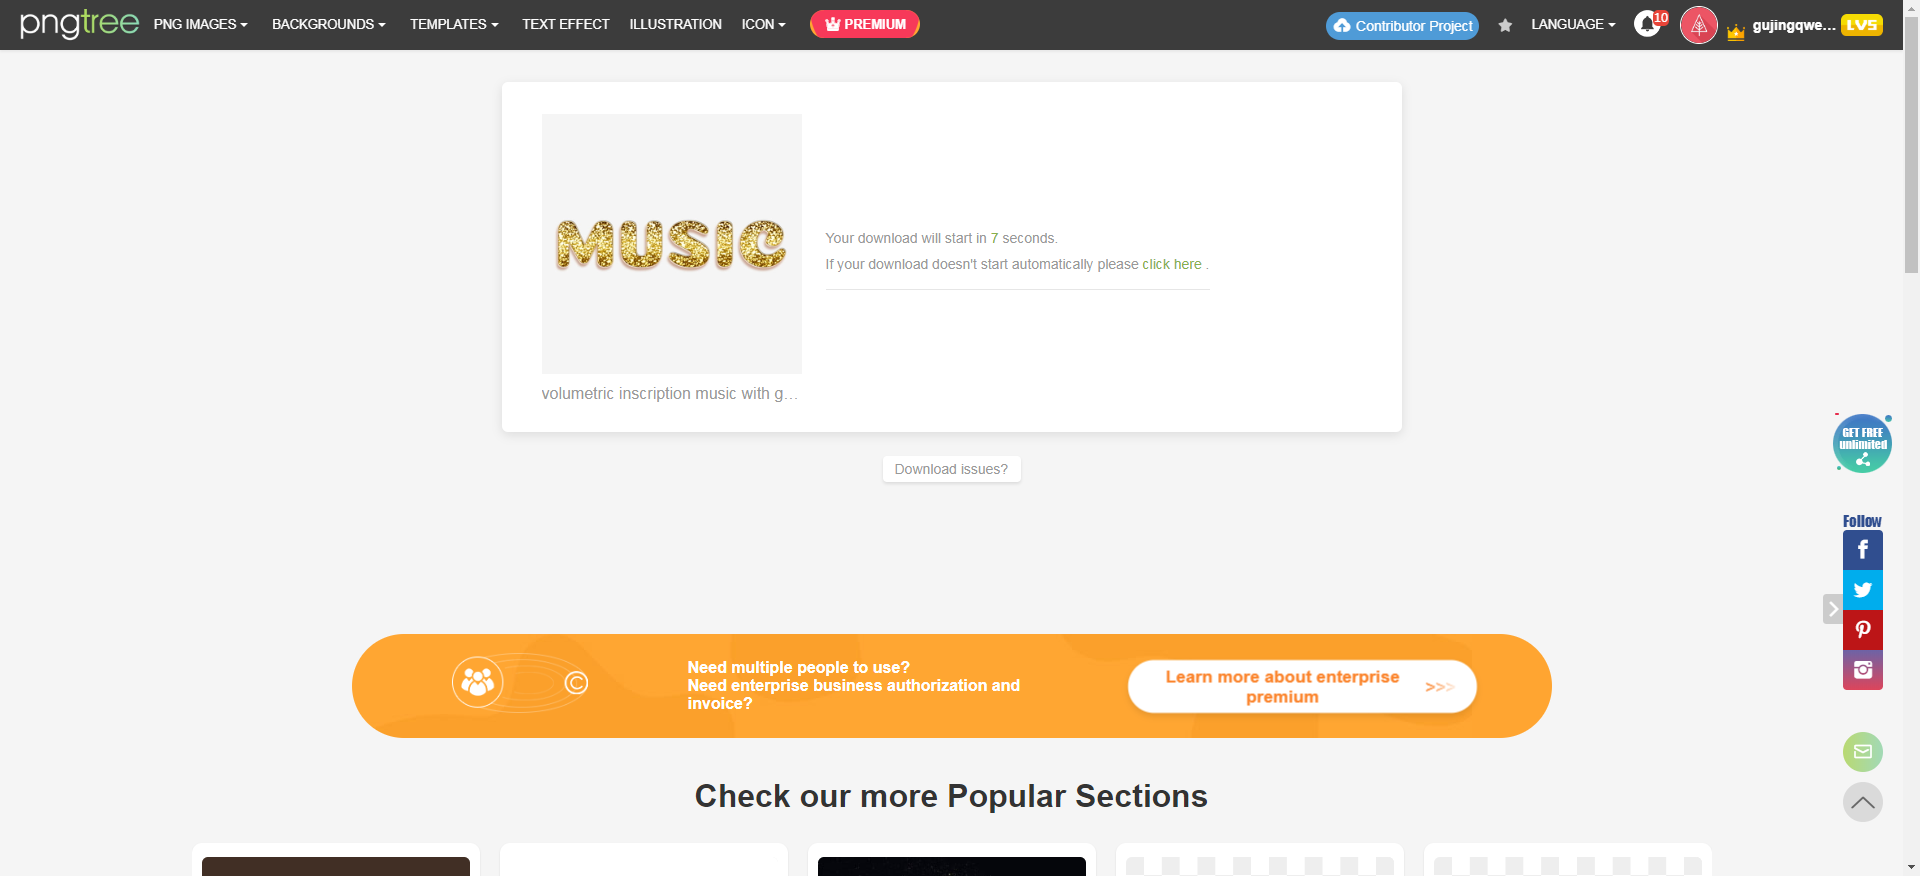 pngtree PNG IMAGES BACKGROUNDS TEMPLATES TEXT EFFECT ILLUSTRATION ICON PREMIUM Contributor Project LANGUAGE 10 gujingqwe... LV5
MUSIC
Your download will start in 7 seconds.
If your download doesn't start automatically please click here .
volumetric inscription music with g...
Download issues?
GET FREE
unlimited
Follow
Need multiple people to use?
Need enterprise business authorization and
invoice?
Learn more about enterprise
premium >>>
Check our more Popular Sections